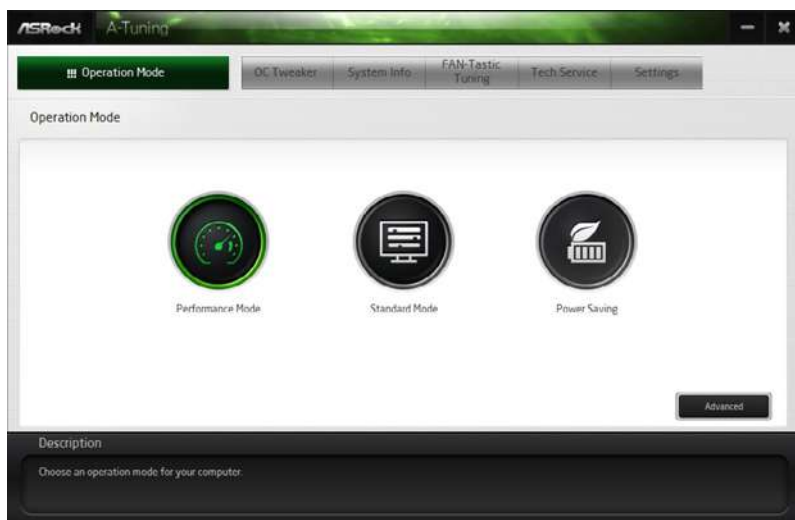 ASRock A-Tuning
Operation Mode OC Tweaker System Info FAN-Tastic Tuning Tech Service Settings
Operation Mode
Performance Mode Standard Mode Power Saving
Advanced
Description
Choose an operation mode for your computer.